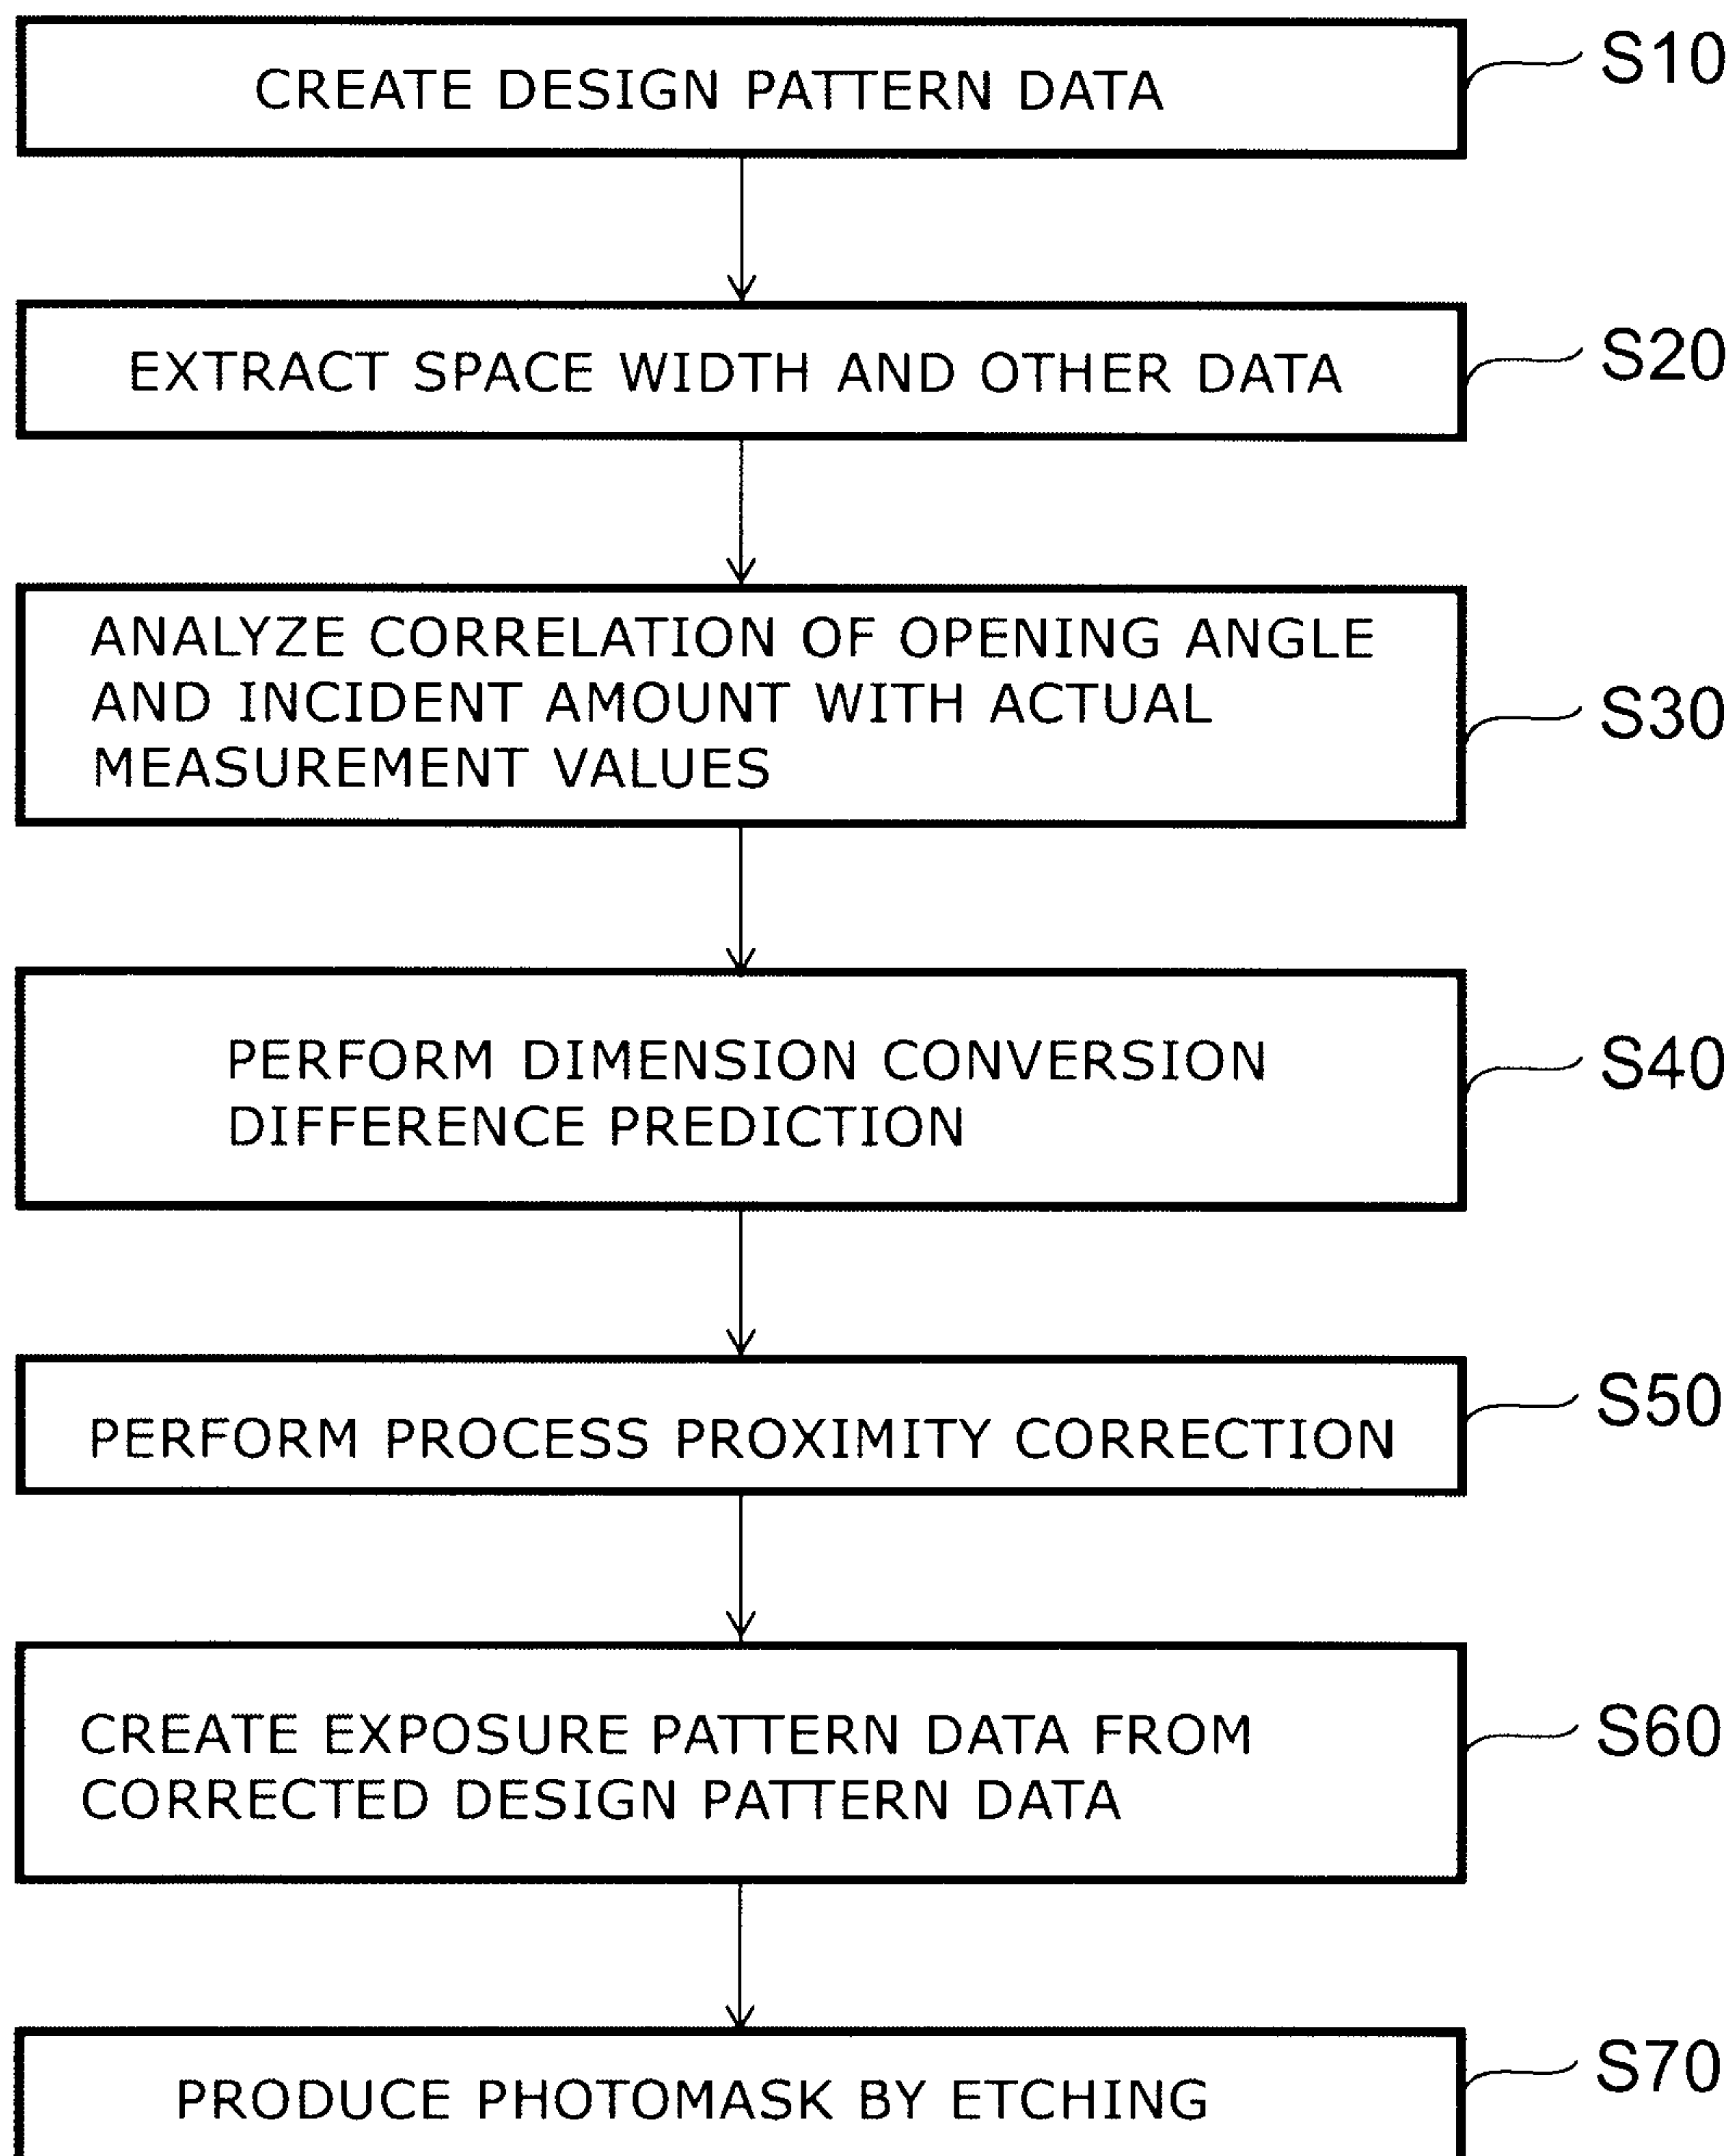 CREATE DESIGN PATTERN DATA
S10
EXTRACT SPACE WIDTH AND OTHER DATA
S20
ANALYZE CORRELATION OF OPENING ANGLE
AND INCIDENT AMOUNT WITH ACTUAL
MEASUREMENT VALUES
S30
PERFORM DIMENSION CONVERSION
DIFFERENCE PREDICTION
S40
PERFORM PROCESS PROXIMITY CORRECTION
S50
CREATE EXPOSURE PATTERN DATA FROM
CORRECTED DESIGN PATTERN DATA
S60
PRODUCE PHOTOMASK BY ETCHING
S70